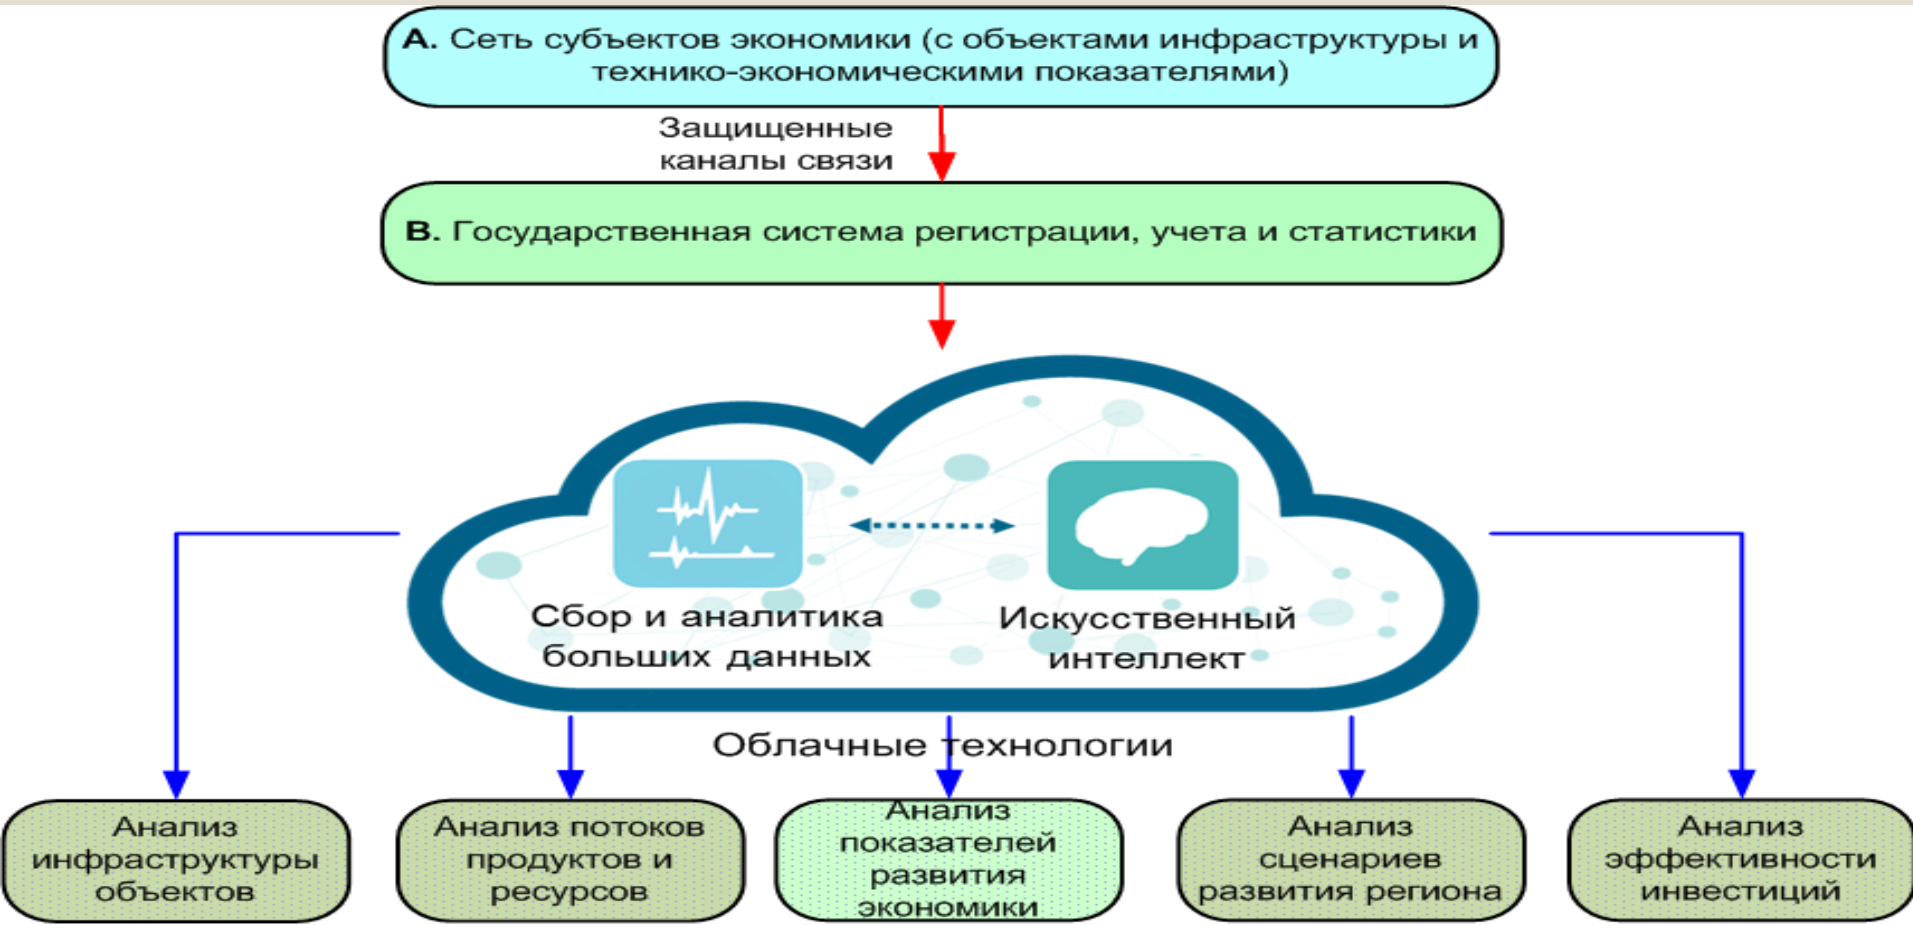 А. Сеть субъектов экономики (с объектами инфраструктуры и
технико-экономическими показателями)
Защищенные
каналы связи
В. Государственная система регистрации, учета и статистики
Сбор и аналитика
больших данных
Искусственный
интеллект
Облачные технологии
Анализ
инфраструктуры
объектов
Анализ потоков
продуктов и
ресурсов
Анализ
показателей
развития
экономики
Анализ
сценариев
развития региона
Анализ
эффективности
инвестиций